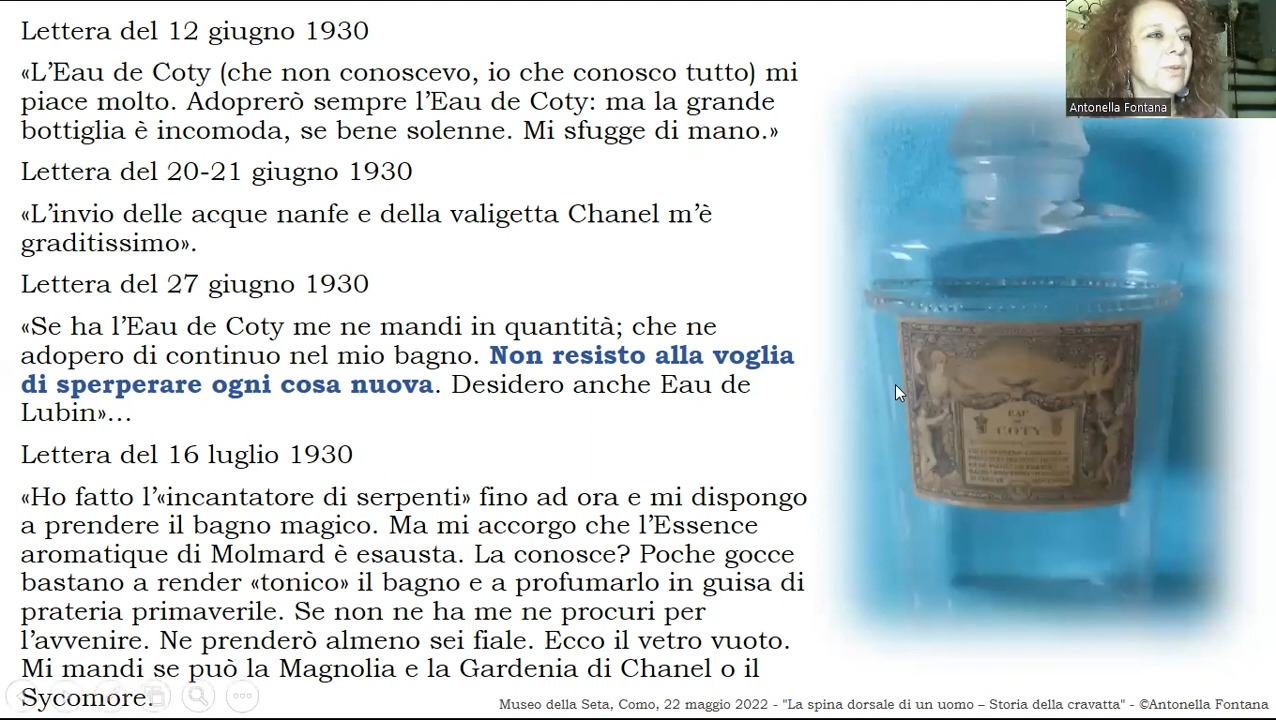 Lettera del 12 giugno 1930
«L’Eau de Coty (che non conoscevo, io che conosco tutto) mi
piace molto. Adoprerò sempre l’Eau de Coty: ma la grande
bottiglia è incomoda, se bene solenne. Mi sfugge di mano.»
Lettera del 20-21 giugno 1930
«L’invio delle acque nanfe e della valigetta Chanel m’è
graditissimo».
Lettera del 27 giugno 1930
«Se ha l’Eau de Coty me ne mandi in quantità; che ne
adopero di continuo nel mio bagno. Non resisto alla voglia
di sperperare ogni cosa nuova. Desidero anche Eau de
Lubin»…
Lettera del 16 luglio 1930
«Ho fatto l’«incantatore di serpenti» fino ad ora e mi dispongo
a prendere il bagno magico. Ma mi accorgo che l’Essence
aromatique di Molmard è esausta. La conosce? Poche gocce
bastano a render «tonico» il bagno e a profumarlo in guisa di
prateria primaverile. Se non ne ha me ne procuri per
l’avvenire. Ne prenderò almeno sei fiale. Ecco il vetro vuoto.
Mi mandi se può la Magnolia e la Gardenia di Chanel o il
Sycomore.
Antonella Fontana
EAU
DE
COTY
Museo della Seta, Como, 22 maggio 2022 - "La spina dorsale di un uomo – Storia della cravatta" - ©Antonella Fontana